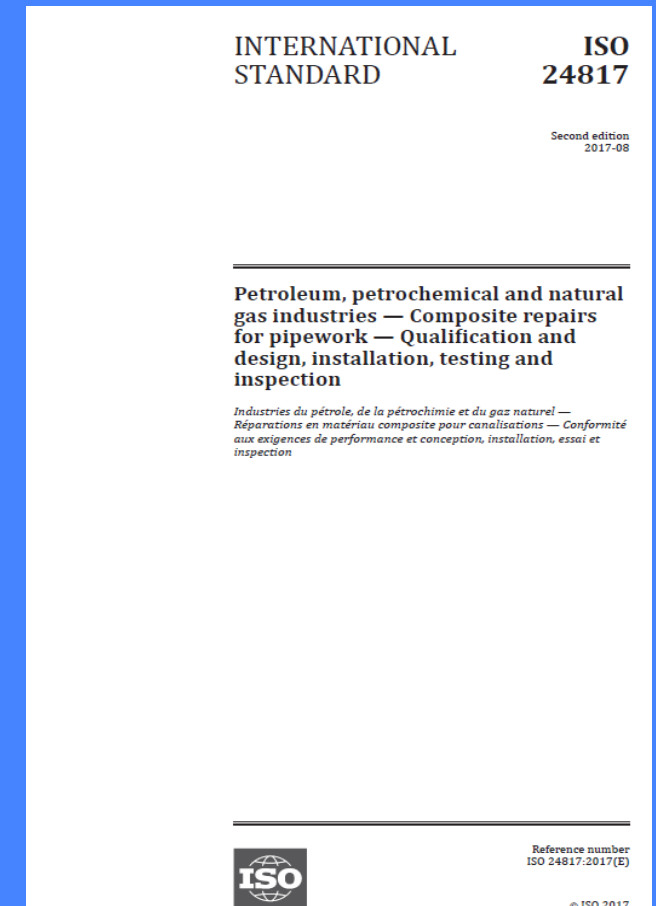 INTERNATIONAL
STANDARD
ISO
24817
Second edition
2017-08
Petroleum, petrochemical and natural
gas industries — Composite repairs
for pipework — Qualification and
design, installation, testing and
inspection
Industries du pétrole, de la pétrochimie et du gaz naturel —
Réparations en matériau composite pour canalisations — Conformité
aux exigences de performance et conception, installation, essai et
inspection
ISO
Reference number
ISO 24817:2017(E)
© ISO 2017